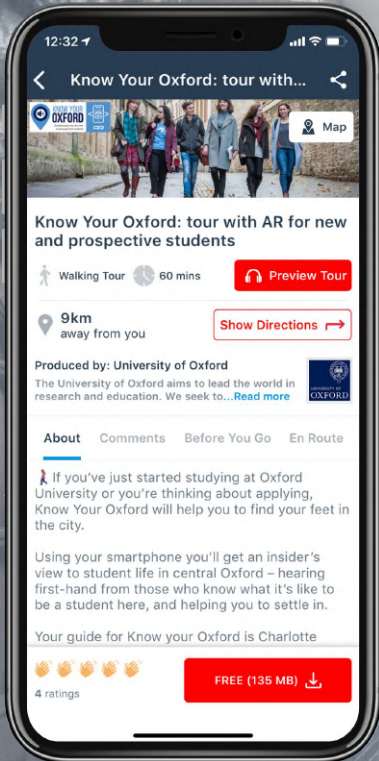 12:32
Know Your Oxford: tour with...
KNOW YOUR
OXFORD
Map
Know Your Oxford: tour with AR for new
and prospective students
Walking Tour
60 mins
Preview Tour
9km
away from you
Show Directions
Produced by: University of Oxford
The University of Oxford aims to lead the world in
research and education. We seek to...Read more
UNIVERSITY OF
OXFORD
About
Comments
Before You Go
En Route
If you've just started studying at Oxford
University or you're thinking about applying,
Know Your Oxford will help you to find your feet in
the city.
Using your smartphone you'll get an insider's
view to student life in central Oxford – hearing
first-hand from those who know what it's like to
be a student here, and helping you to settle in.
Your guide for Know your Oxford is Charlotte
4 ratings
FREE (135 MB)